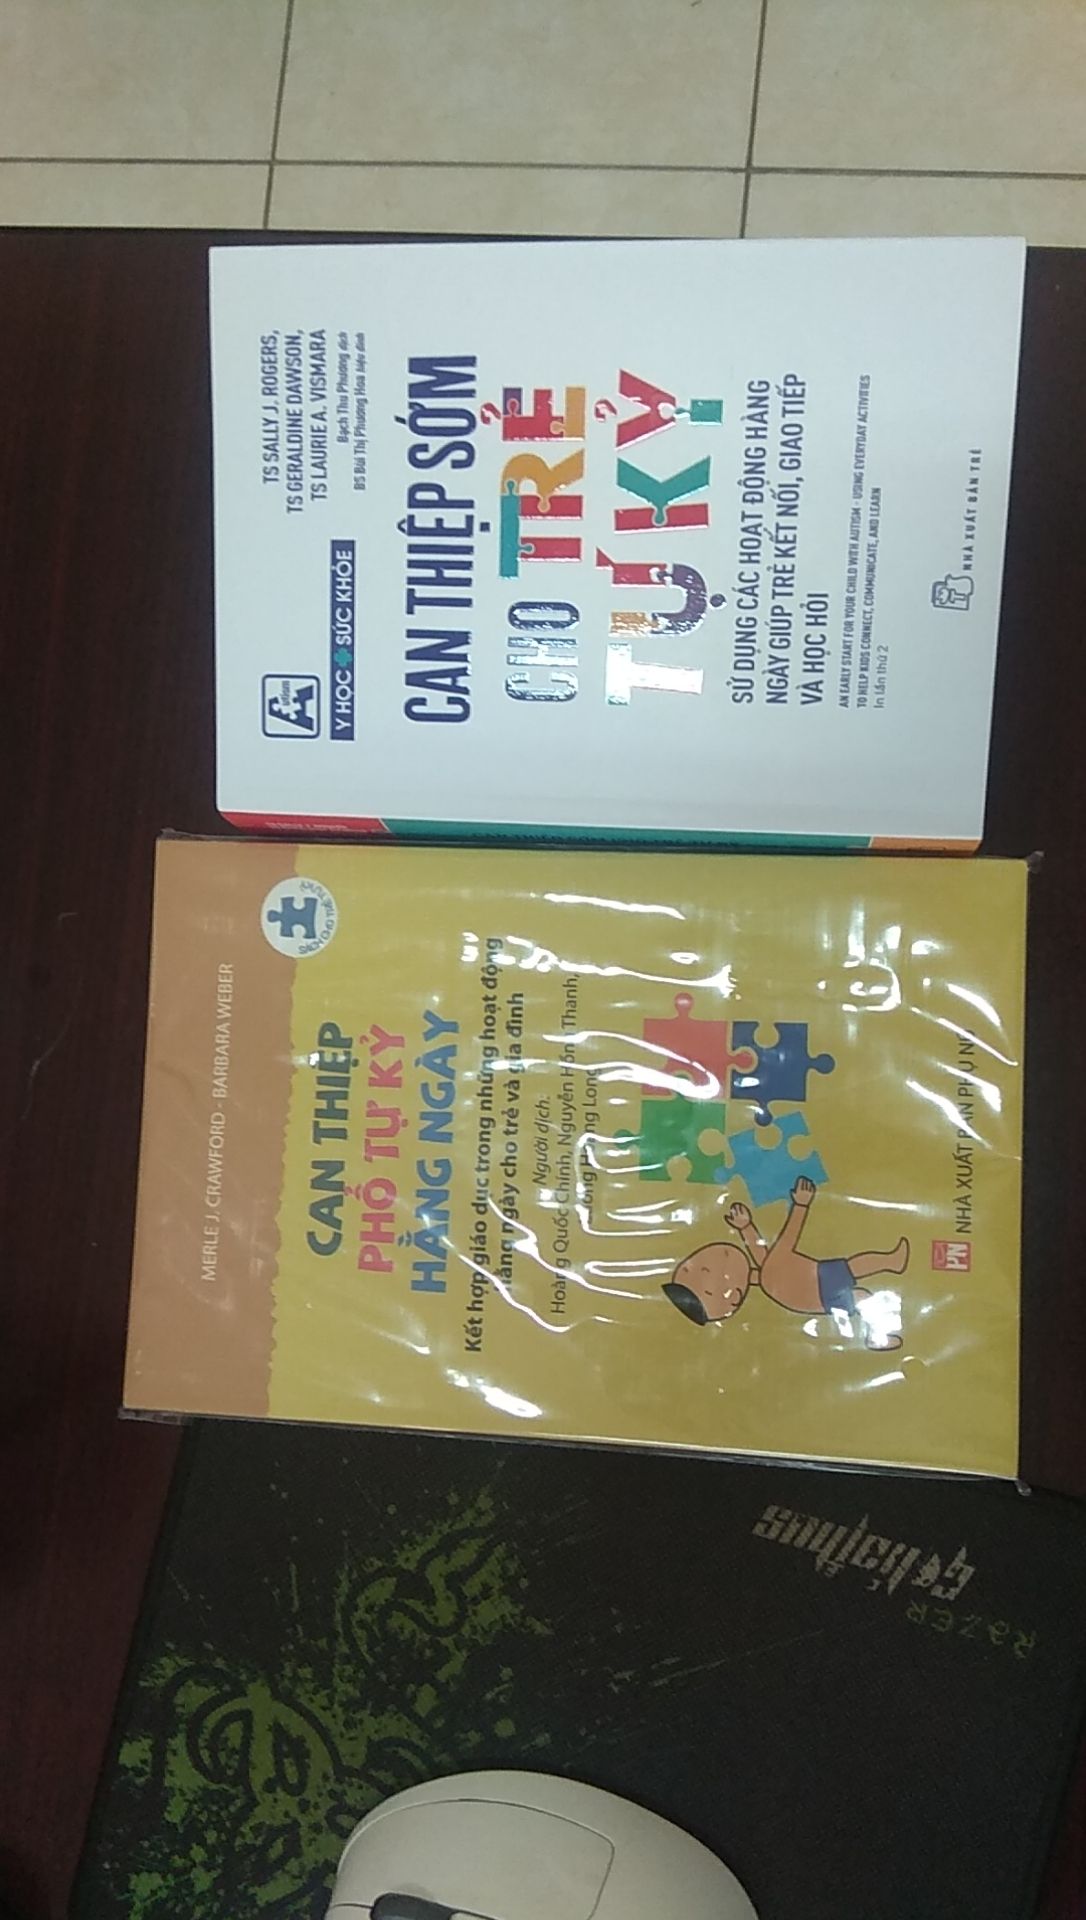 MERLE J. CRAWFORD - BARBARA WEBER
CAN THIỆP
PHỔ TỰ KỶ
HẰNG NGÀY
Kết hợp giáo dục trong những hoạt động
hằng ngày cho trẻ và gia đình
Người dịch:
Hoàng Quốc Chính, Nguyễn Hồng Thanh,
Long
PN
NHÀ XUẤT BẢN PHỤ NỮ
TS SALLY J. ROGERS,
TS GERALDINE DAWSON,
TS LAURIE A. VISMARA
Bạch Thu Phương dịch
BS Bùi Thị Phương Hoa hiệu đính
Autism
Y HỌC + SỨC KHỎE
CAN THIỆP SỚM
CHO TRẺ
TỰ KỶ
SỬ DỤNG CÁC HOẠT ĐỘNG HÀNG
NGÀY GIÚP TRẺ KẾT NỐI, GIAO TIẾP
VÀ HỌC HỎI
AN EARLY START FOR YOUR CHILD WITH AUTISM - USING EVERYDAY ACTIVITIES
TO HELP KIDS CONNECT, COMMUNICATE, AND LEARN
In lần thứ 2
NHÀ XUẤT BẢN TRẺ
Goliathus
RAZER